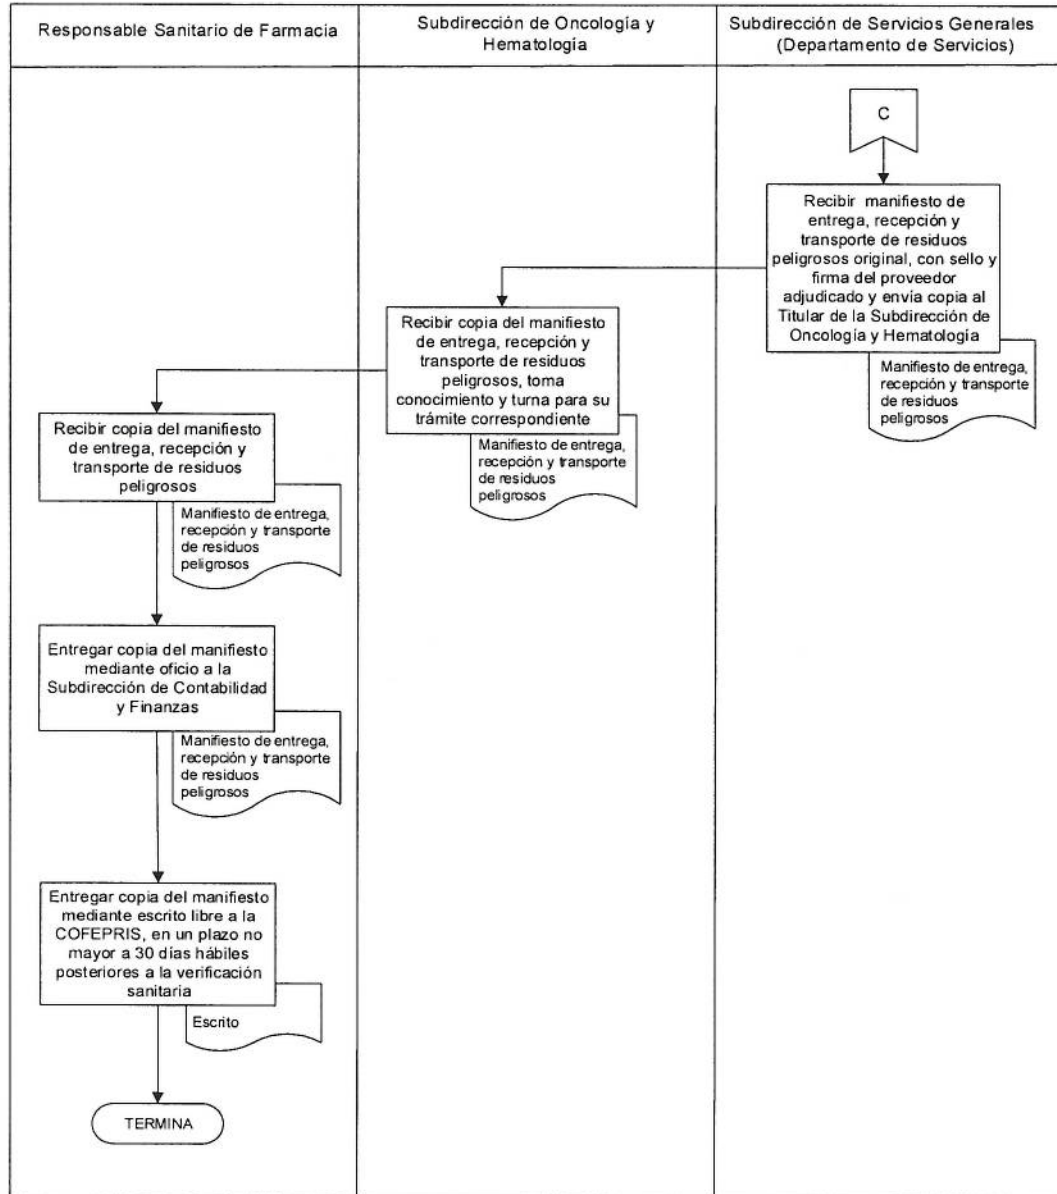 Responsable Sanitario de Farmacia
Subdirección de Oncología y
Hematología
Subdirección de Servicios Generales
(Departamento de Servicios)
C
Recibir manifiesto de
entrega, recepción y
transporte de residuos
peligrosos original, con sello y
firma del proveedor
adjudicado y envía copia al
Titular de la Subdirección de
Oncología y Hematología
Manifiesto de entrega,
recepción y transporte
de residuos
peligrosos
Recibir copia del manifiesto
de entrega, recepción y
transporte de residuos
peligrosos, toma
conocimiento y turna para su
trámite correspondiente
Manifiesto de entrega,
recepción y transporte
de residuos
peligrosos
Recibir copia del manifiesto
de entrega, recepción y
transporte de residuos
peligrosos
Manifiesto de entrega,
recepción y transporte
de residuos
peligrosos
Entregar copia del manifiesto
mediante oficio a la
Subdirección de Contabilidad
y Finanzas
Manifiesto de entrega,
recepción y transporte
de residuos
peligrosos
Entregar copia del manifiesto
mediante escrito libre a la
COFEPRIS, en un plazo no
mayor a 30 días hábiles
posteriores a la verificación
sanitaria
Escrito
TERMINA